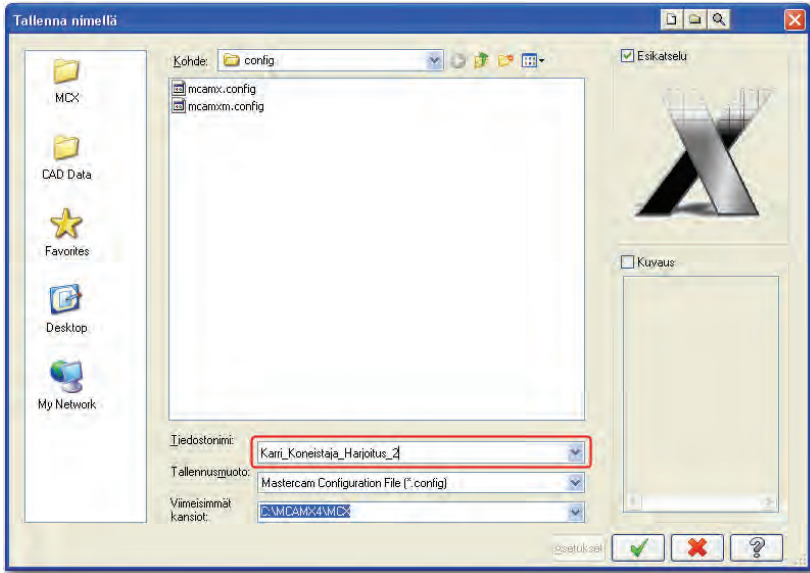 Tallenna nimellä
Kohde: config
Esikatselu
MCX
mcamx.config
mcamxm.config
CAD Data
Favorites
Kuvaus
Desktop
My Network
Tiedostonimi: Karri_Koneistaja_Harjoitus_2
Tallennusmuoto: Mastercam Configuration File (*.config)
Viimeisimmät
kansiot: C:\MCAMX4\MCX
Asetukset